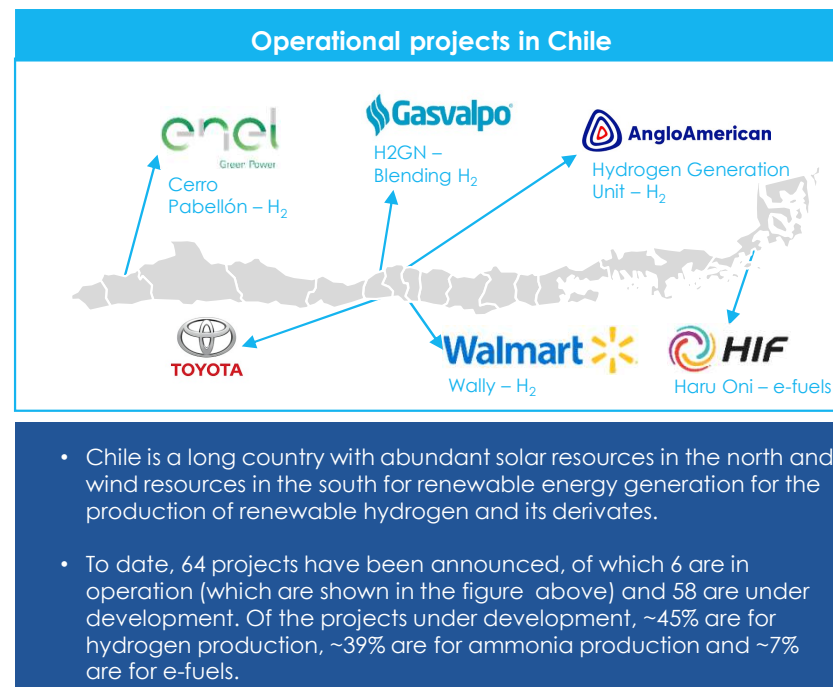 Operational projects in Chile
enel
Green Power
Cerro
Pabellón – H₂
Gasvalpo
H2GN –
Blending H₂
AngloAmerican
Hydrogen Generation
Unit – H₂
TOYOTA
Walmart
Wally – H₂
HIF
Haru Oni – e-fuels
• Chile is a long country with abundant solar resources in the north and
wind resources in the south for renewable energy generation for the
production of renewable hydrogen and its derivates.
• To date, 64 projects have been announced, of which 6 are in
operation (which are shown in the figure above) and 58 are under
development. Of the projects under development, ~45% are for
hydrogen production, ~39% are for ammonia production and ~7%
are for e-fuels.